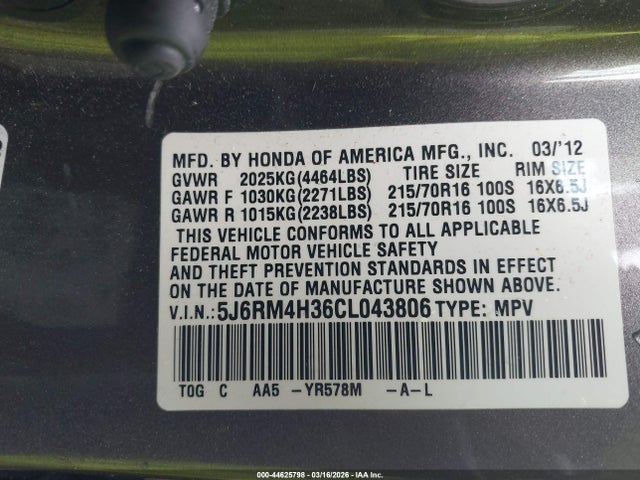 MFD. BY HONDA OF AMERICA MFG., INC. 03/'12
GVWR 2025KG(4464LBS) TIRE SIZE RIM SIZE
GAWR F 1030KG(2271LBS) 215/70R16 100S 16X6.5J
GAWR R 1015KG(2238LBS) 215/70R16 100S 16X6.5J
THIS VEHICLE CONFORMS TO ALL APPLICABLE
FEDERAL MOTOR VEHICLE SAFETY
AND THEFT PREVENTION STANDARDS IN EFFECT
ON THE DATE OF MANUFACTURE SHOWN ABOVE.
V.I.N.:5J6RM4H36CL043806 TYPE: MPV
TOG C AA5 -YR578M -A-L
000-44625798 - 03/16/2026 - IAA Inc.